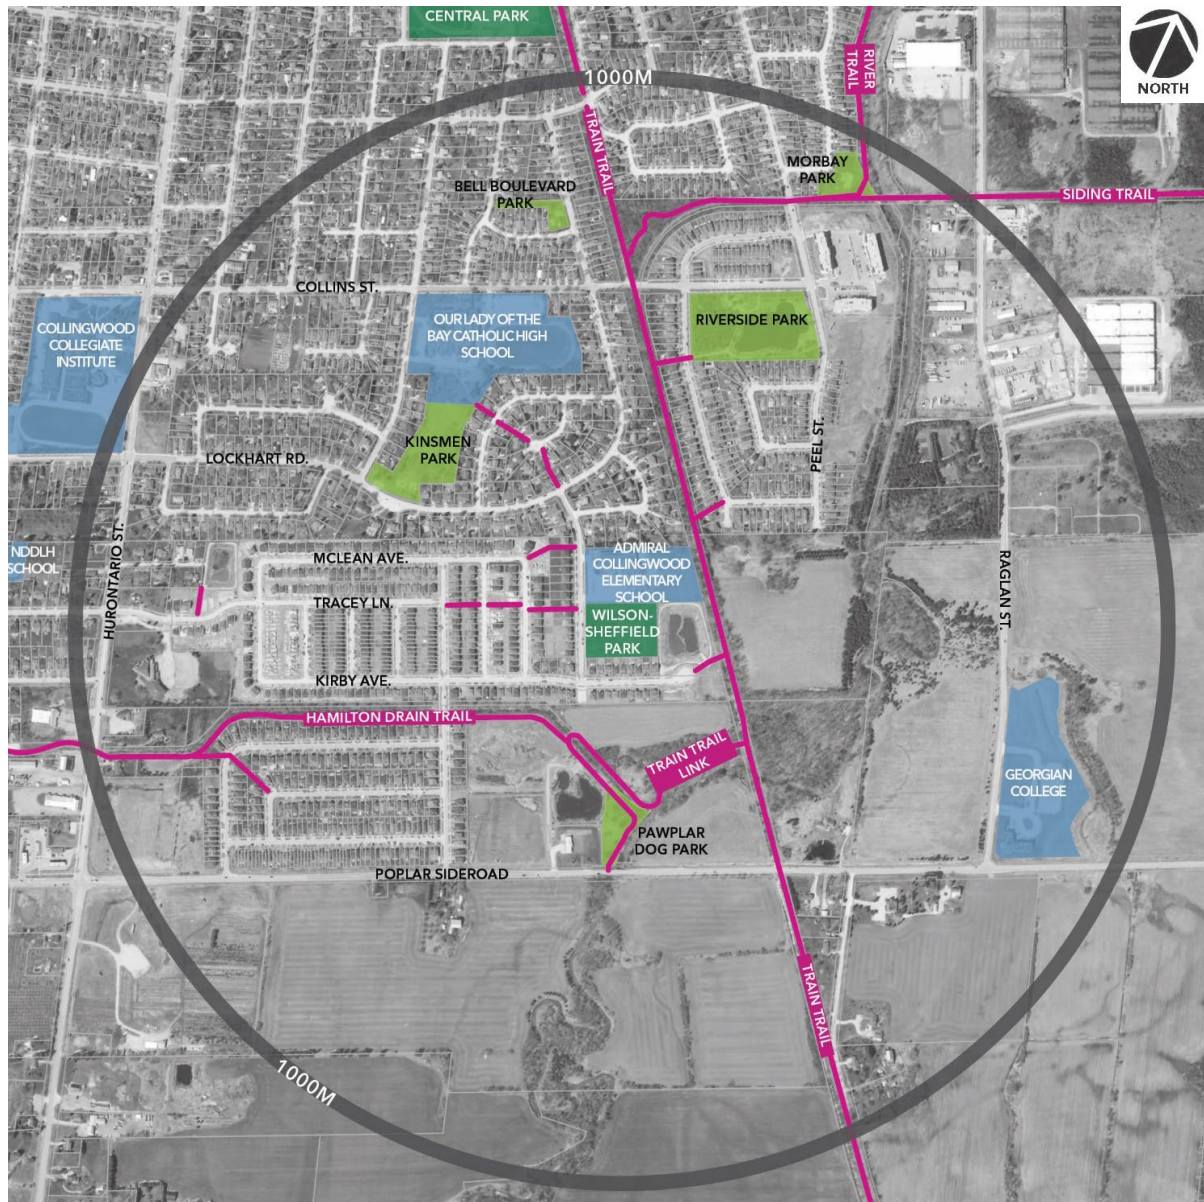 CENTRAL PARK
NORTH
1000M
RIVER
TRAIL
TRAIN TRAIL
MORBAY
PARK
BELL BOULEVARD
PARK
SIDING TRAIL
COLLINS ST.
COLLINGWOOD
COLLEGIATE
INSTITUTE
OUR LADY OF THE
BAY CATHOLIC HIGH
SCHOOL
RIVERSIDE PARK
KINSMEN
PARK
LOCKHART RD.
PEEL ST.
HURONTARIO ST.
NDDLH
SCHOOL
MCLEAN AVE.
ADMIRAL
COLLINGWOOD
ELEMENTARY
SCHOOL
RAGLAN ST.
TRACEY LN.
WILSON-
SHEFFIELD
PARK
KIRBY AVE.
HAMILTON DRAIN TRAIL
TRAIN TRAIL
LINK
GEORGIAN
COLLEGE
PAWPLAR
DOG PARK
POPLAR SIDEROAD
TRAIN TRAIL
1000M